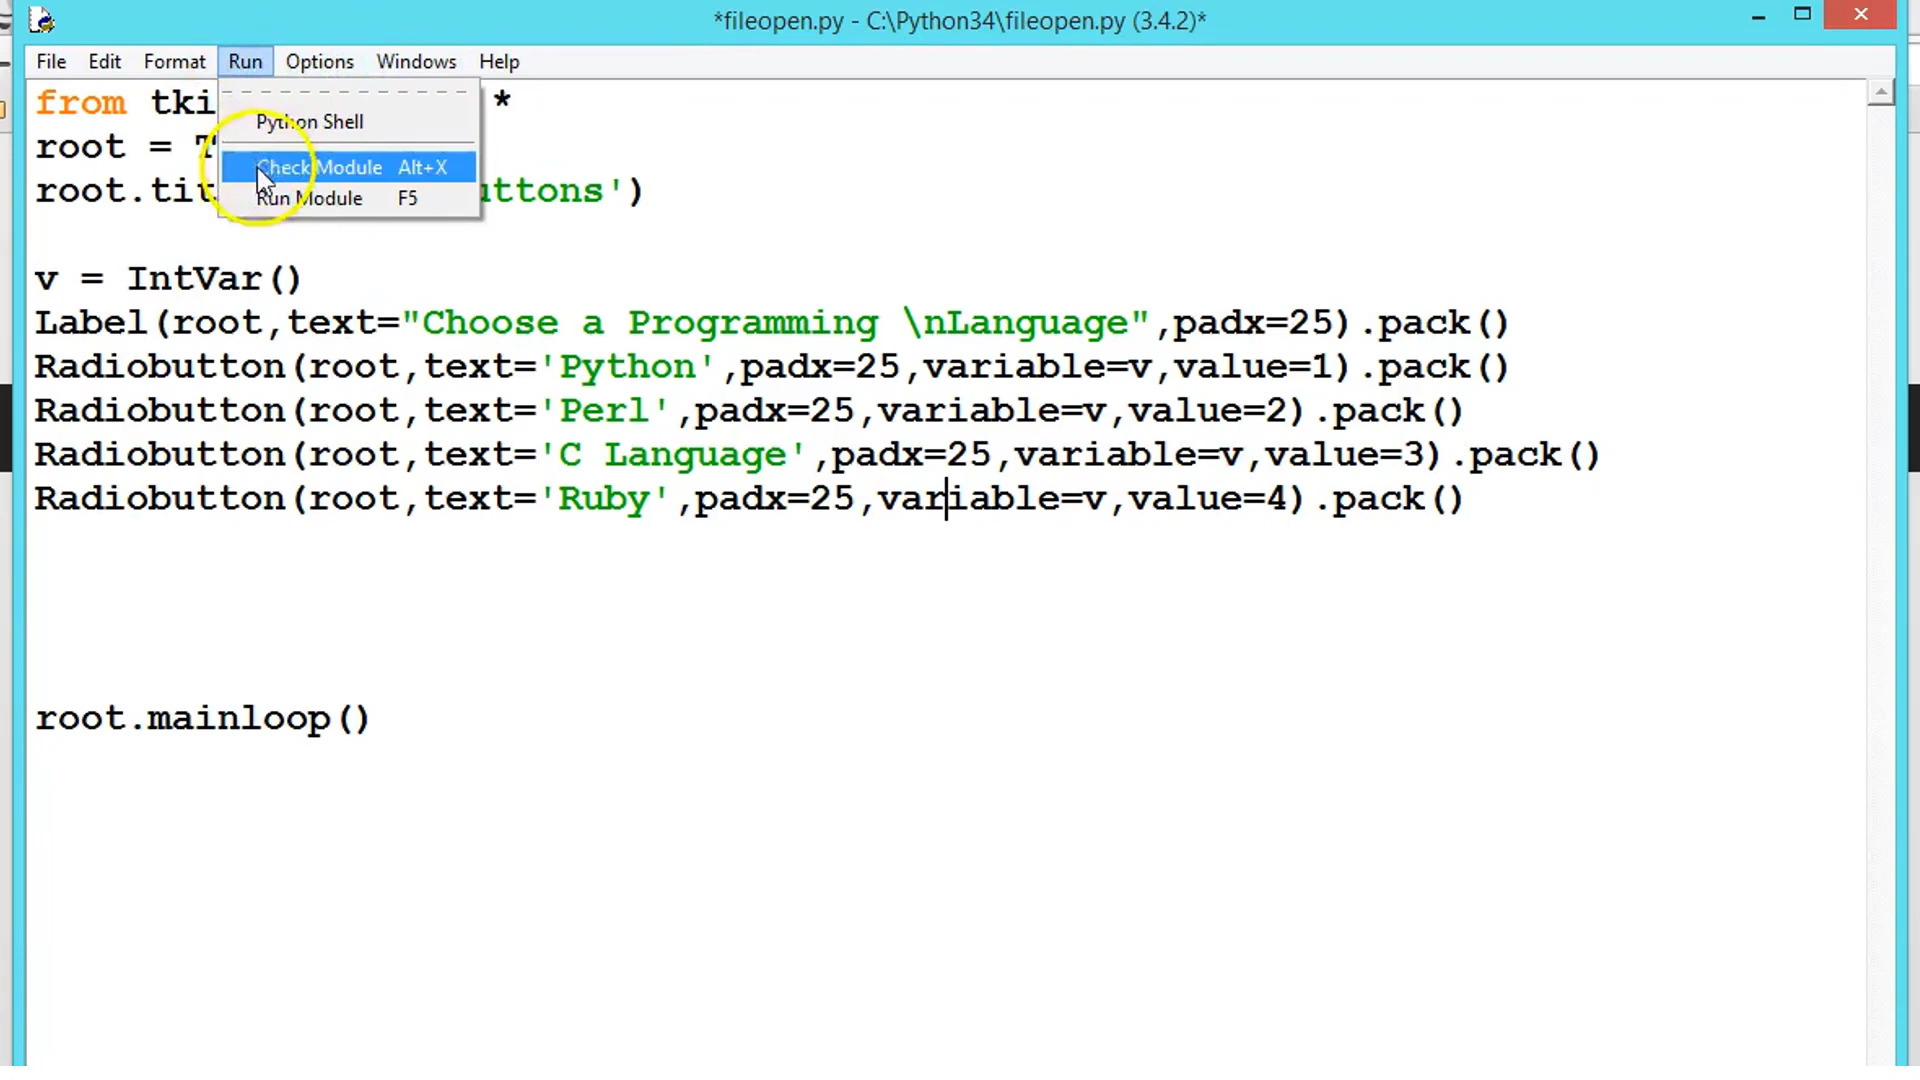 *fileopen.py - C:\Python34\fileopen.py (3.4.2)*
File Edit Format Run Options Windows Help
from tki *
Python Shell
root = T
Check Module Alt+X
root.tit uttons')
Run Module F5
v = IntVar()
Label(root,text="Choose a Programming \nLanguage",padx=25).pack()
Radiobutton(root,text='Python',padx=25,variable=v,value=1).pack()
Radiobutton(root,text='Perl',padx=25,variable=v,value=2).pack()
Radiobutton(root,text='C Language',padx=25,variable=v,value=3).pack()
Radiobutton(root,text='Ruby',padx=25,variable=v,value=4).pack()
root.mainloop()